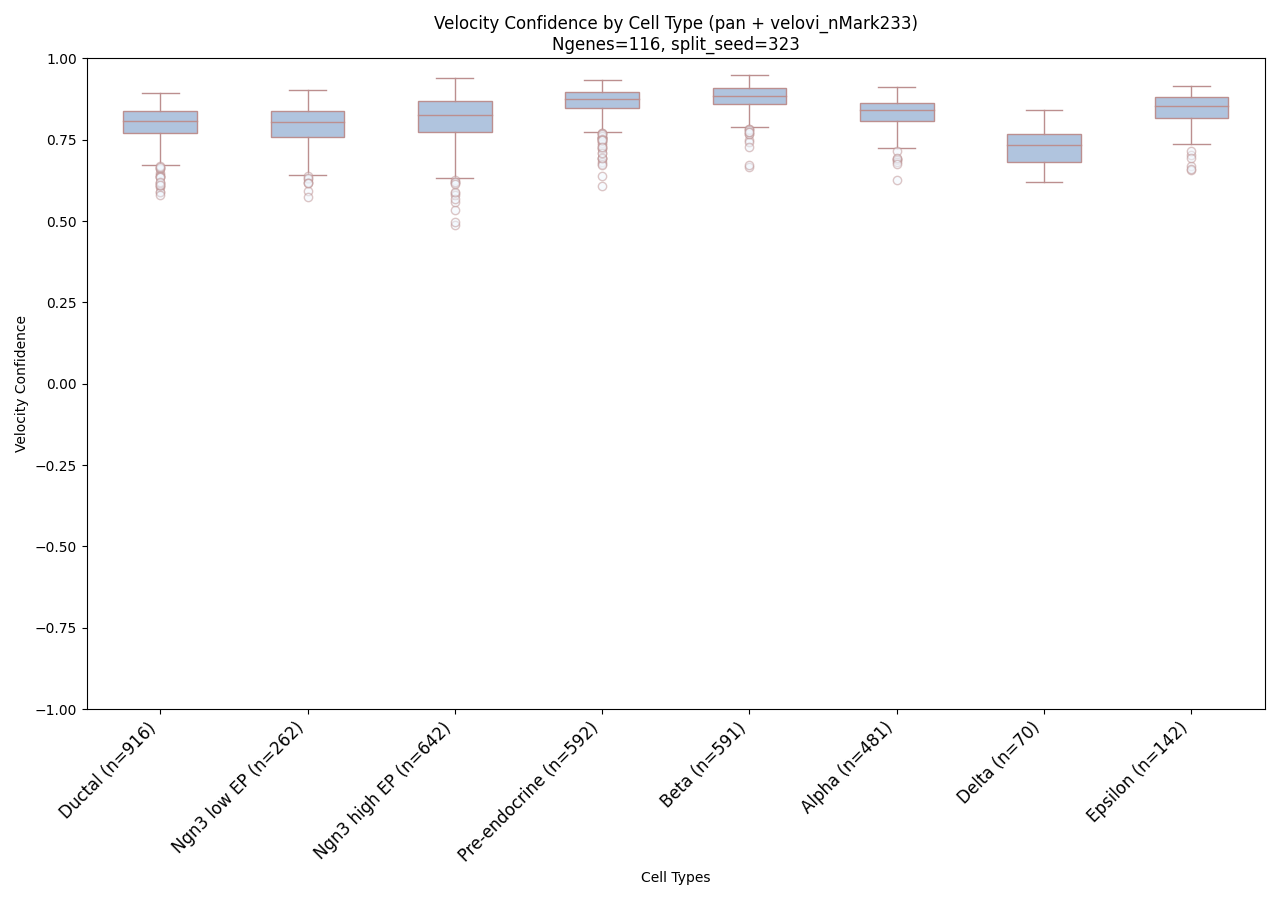 Velocity Confidence by Cell Type (pan + velovi_nMark233)
Ngenes=116, split_seed=323
1.00
0.75
0.50
0.25
0.00
−0.25
−0.50
−0.75
−1.00
Velocity Confidence
Ductal (n=916)
Ngn3 low EP (n=262)
Ngn3 high EP (n=642)
Pre-endocrine (n=592)
Beta (n=591)
Alpha (n=481)
Delta (n=70)
Epsilon (n=142)
Cell Types